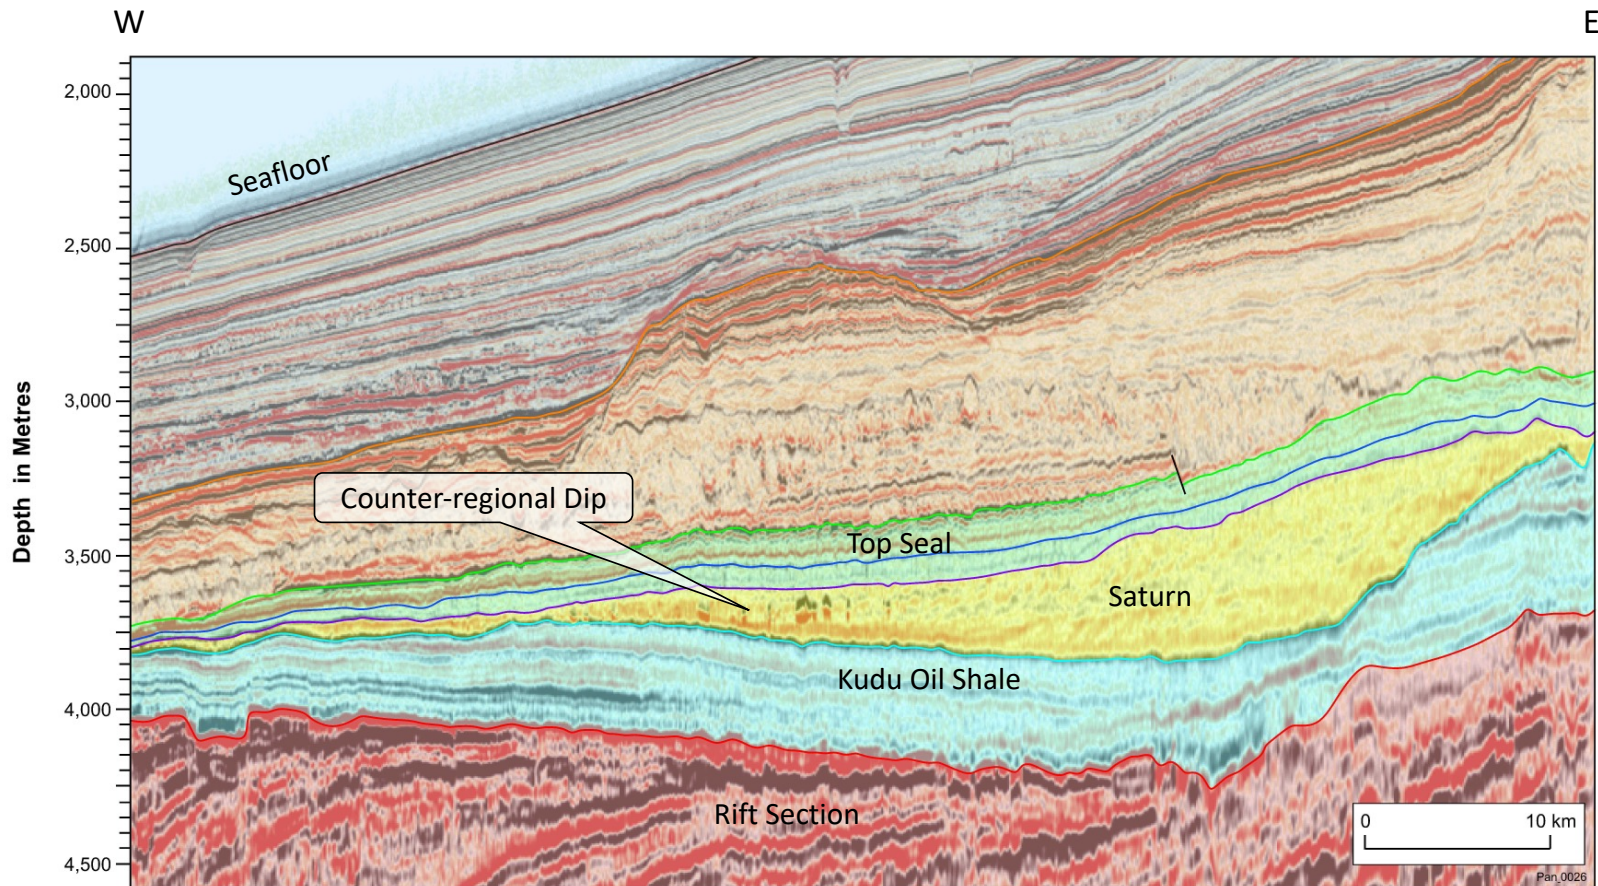 W
E
2,000
Seafloor
2,500
3,000
Counter-regional Dip
3,500
Top Seal
Saturn
Kudu Oil Shale
4,000
Rift Section
0 10 km
4,500
Pan_0026
Depth in Metres